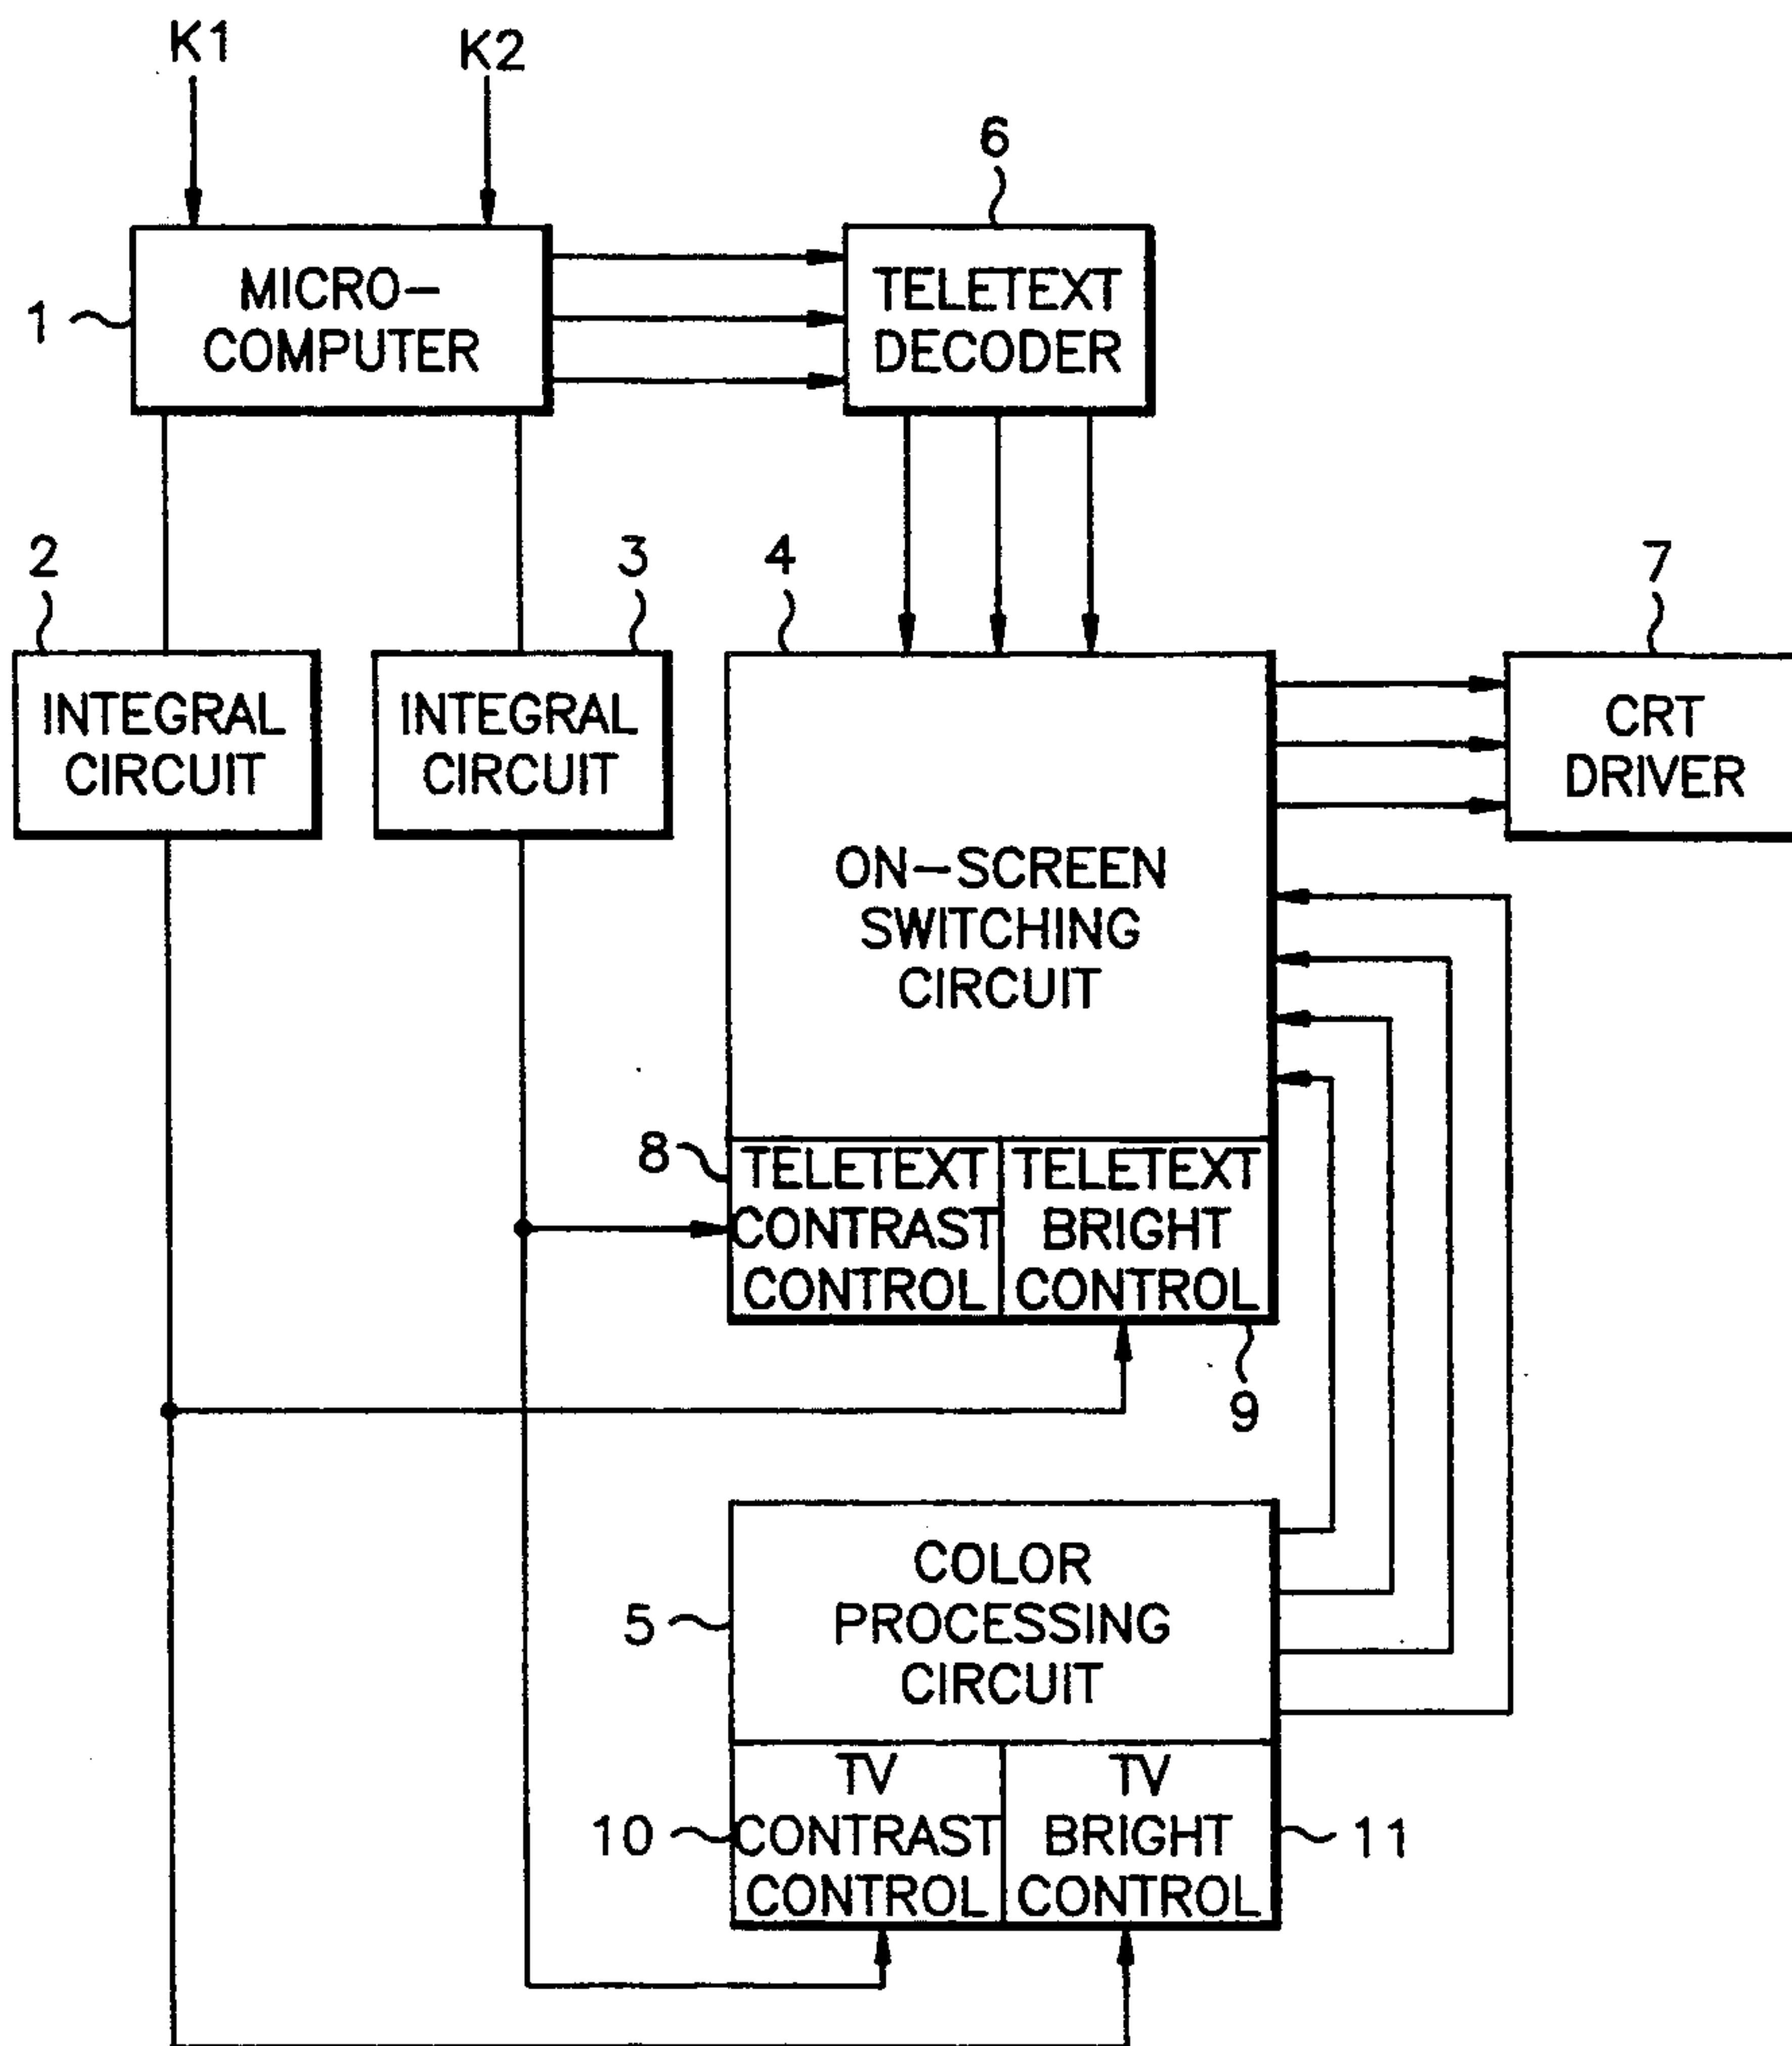 K1
K2
6
1
MICRO-
COMPUTER
TELETEXT
DECODER
2
3
4
7
INTEGRAL
CIRCUIT
INTEGRAL
CIRCUIT
CRT
DRIVER
ON-SCREEN
SWITCHING
CIRCUIT
8
TELETEXT
CONTRAST
CONTROL
TELETEXT
BRIGHT
CONTROL
9
5
COLOR
PROCESSING
CIRCUIT
10
TV
CONTRAST
CONTROL
TV
BRIGHT
CONTROL
11